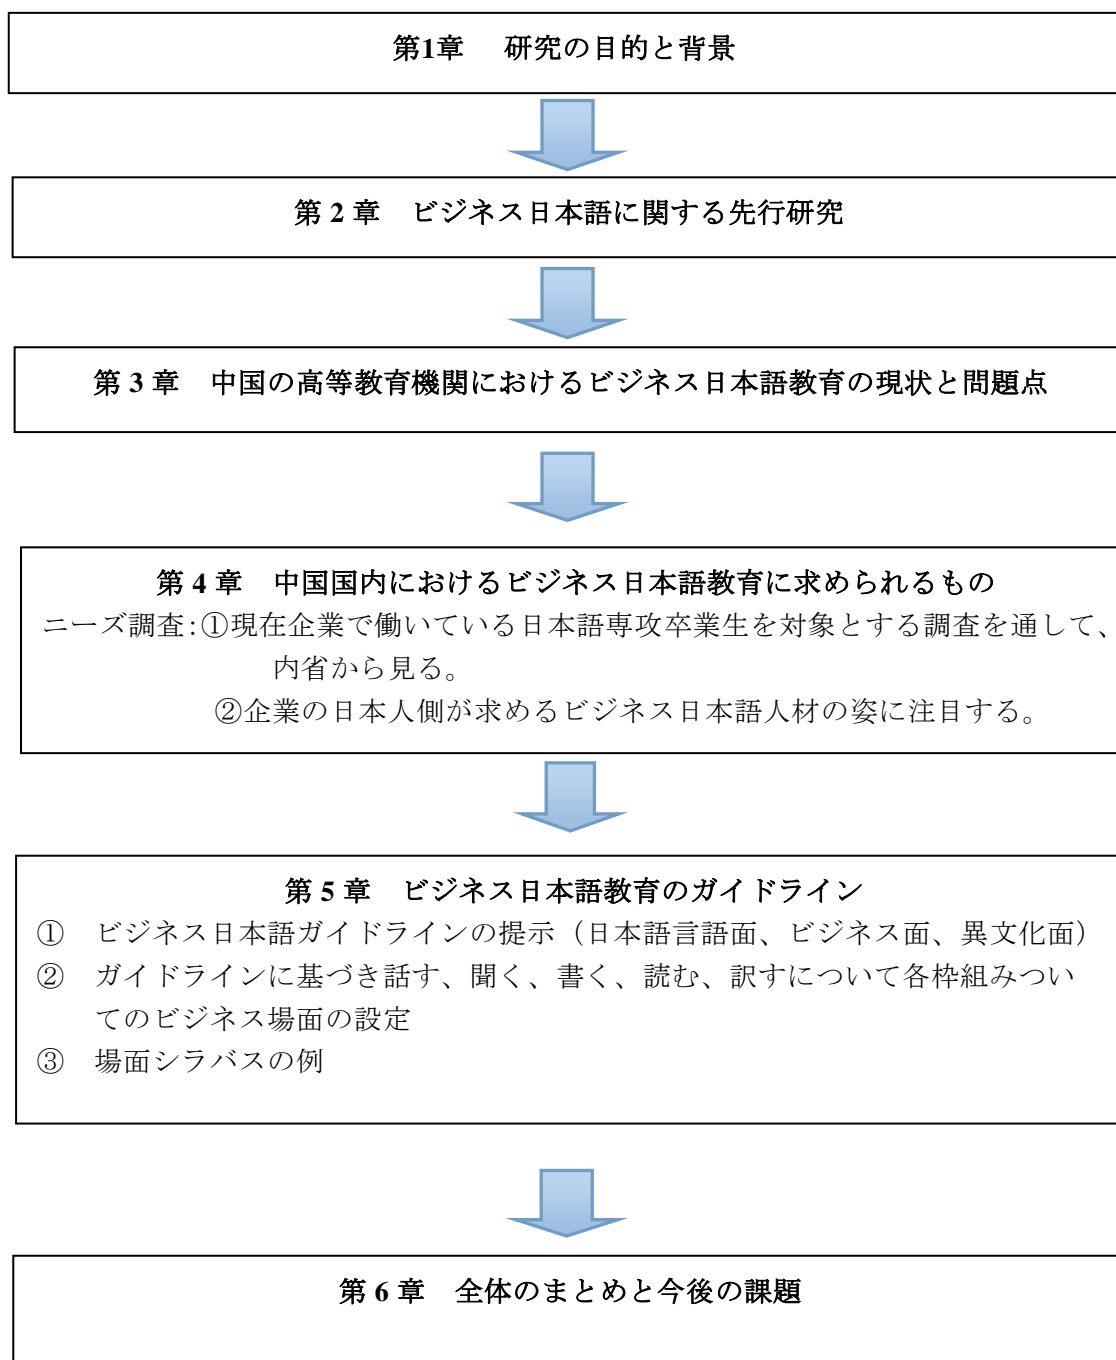 第1章　研究の目的と背景
第 2 章　ビジネス日本語に関する先行研究
第 3 章　中国の高等教育機関におけるビジネス日本語教育の現状と問題点
第 4 章　中国国内におけるビジネス日本語教育に求められるもの
ニーズ調査:①現在企業で働いている日本語専攻卒業生を対象とする調査を通して、
内省から見る。
②企業の日本人側が求めるビジネス日本語人材の姿に注目する。
第 5 章　ビジネス日本語教育のガイドライン
①　ビジネス日本語ガイドラインの提示（日本語言語面、ビジネス面、異文化面）
②　ガイドラインに基づき話す、聞く、書く、読む、訳すについて各枠組みつい
てのビジネス場面の設定
③　場面シラバスの例
第 6 章　全体のまとめと今後の課題